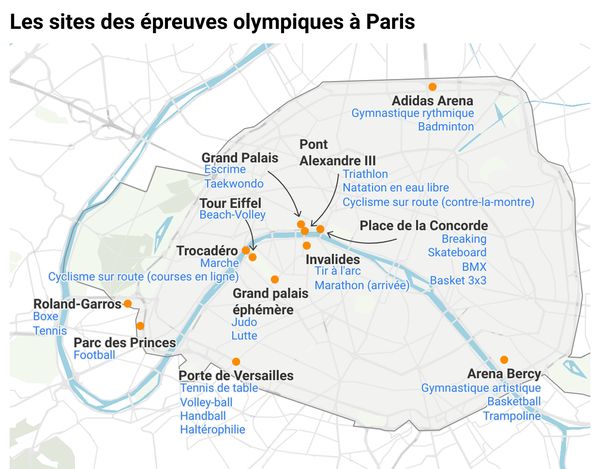 Les sites des épreuves olympiques à Paris
Adidas Arena
Gymnastique rythmique
Badminton
Pont
Alexandre III
Triathlon
Natation en eau libre
Cyclisme sur route (contre-la-montre)
Grand Palais
Escrime
Taekwondo
Tour Eiffel
Beach-Volley
Place de la Concorde
Breaking
Skateboard
BMX
Basket 3x3
Trocadéro
Marche
Cyclisme sur route (courses en ligne)
Invalides
Tir à l'arc
Marathon (arrivée)
Grand palais
éphémère
Judo
Lutte
Roland-Garros
Boxe
Tennis
Parc des Princes
Football
Porte de Versailles
Tennis de table
Volley-ball
Handball
Haltérophilie
Arena Bercy
Gymnastique artistique
Basketball
Trampoline